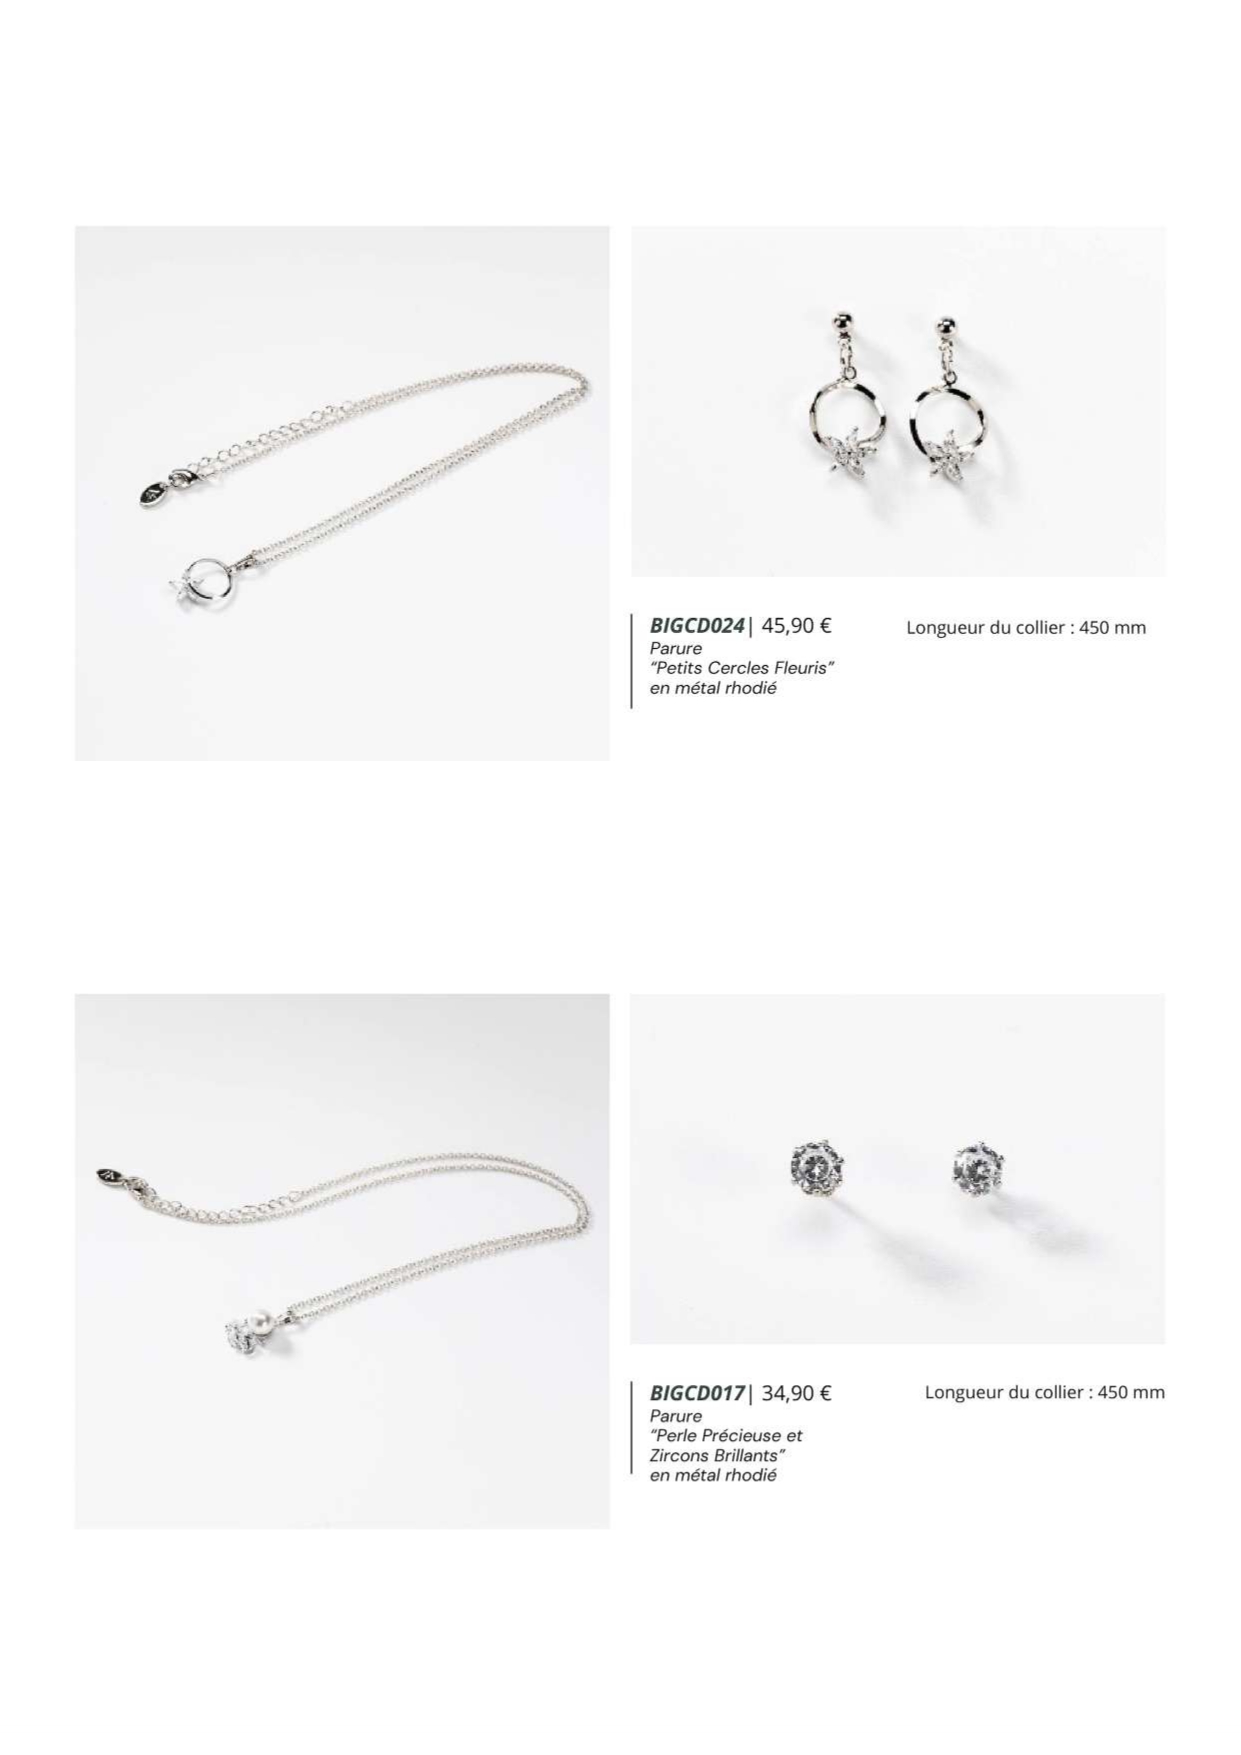 BIGCD024| 45,90 €
Longueur du collier : 450 mm
Parure
“Petits Cercles Fleuris”
en métal rhodié
BIGCD017| 34,90 €
Longueur du collier : 450 mm
Parure
“Perle Précieuse et
Zircons Brillants”
en métal rhodié